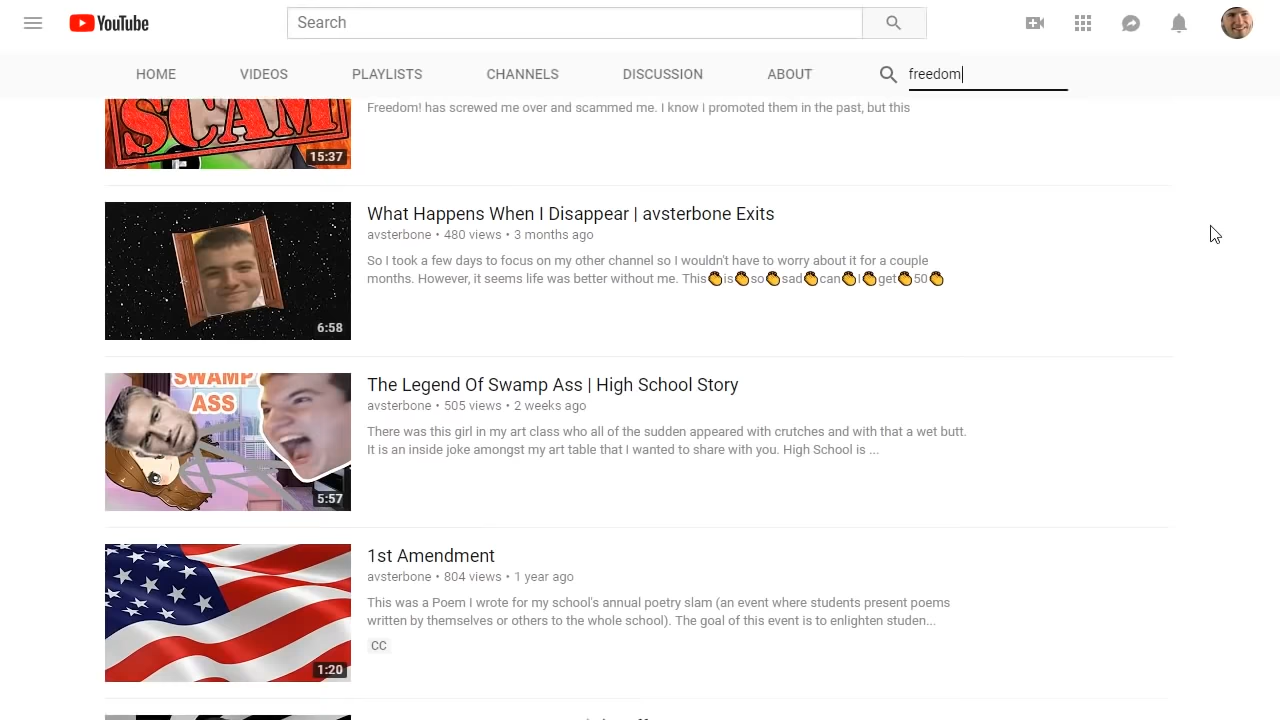 YouTube
Search
HOME
VIDEOS
PLAYLISTS
CHANNELS
DISCUSSION
ABOUT
freedom
SCAM
15:37
Freedom! has screwed me over and scammed me. I know I promoted them in the past, but this
6:58
What Happens When I Disappear | avsterbone Exits
avsterbone • 480 views • 3 months ago
So I took a few days to focus on my other channel so I wouldn't have to worry about it for a couple
months. However, it seems life was better without me. This👏is👏so👏sad👏can👏I👏get👏50👏
SWAMP
ASS
5:57
The Legend Of Swamp Ass | High School Story
avsterbone • 505 views • 2 weeks ago
There was this girl in my art class who all of the sudden appeared with crutches and with that a wet butt.
It is an inside joke amongst my art table that I wanted to share with you. High School is ...
1:20
1st Amendment
avsterbone • 804 views • 1 year ago
This was a Poem I wrote for my school's annual poetry slam (an event where students present poems
written by themselves or others to the whole school). The goal of this event is to enlighten studen...
CC